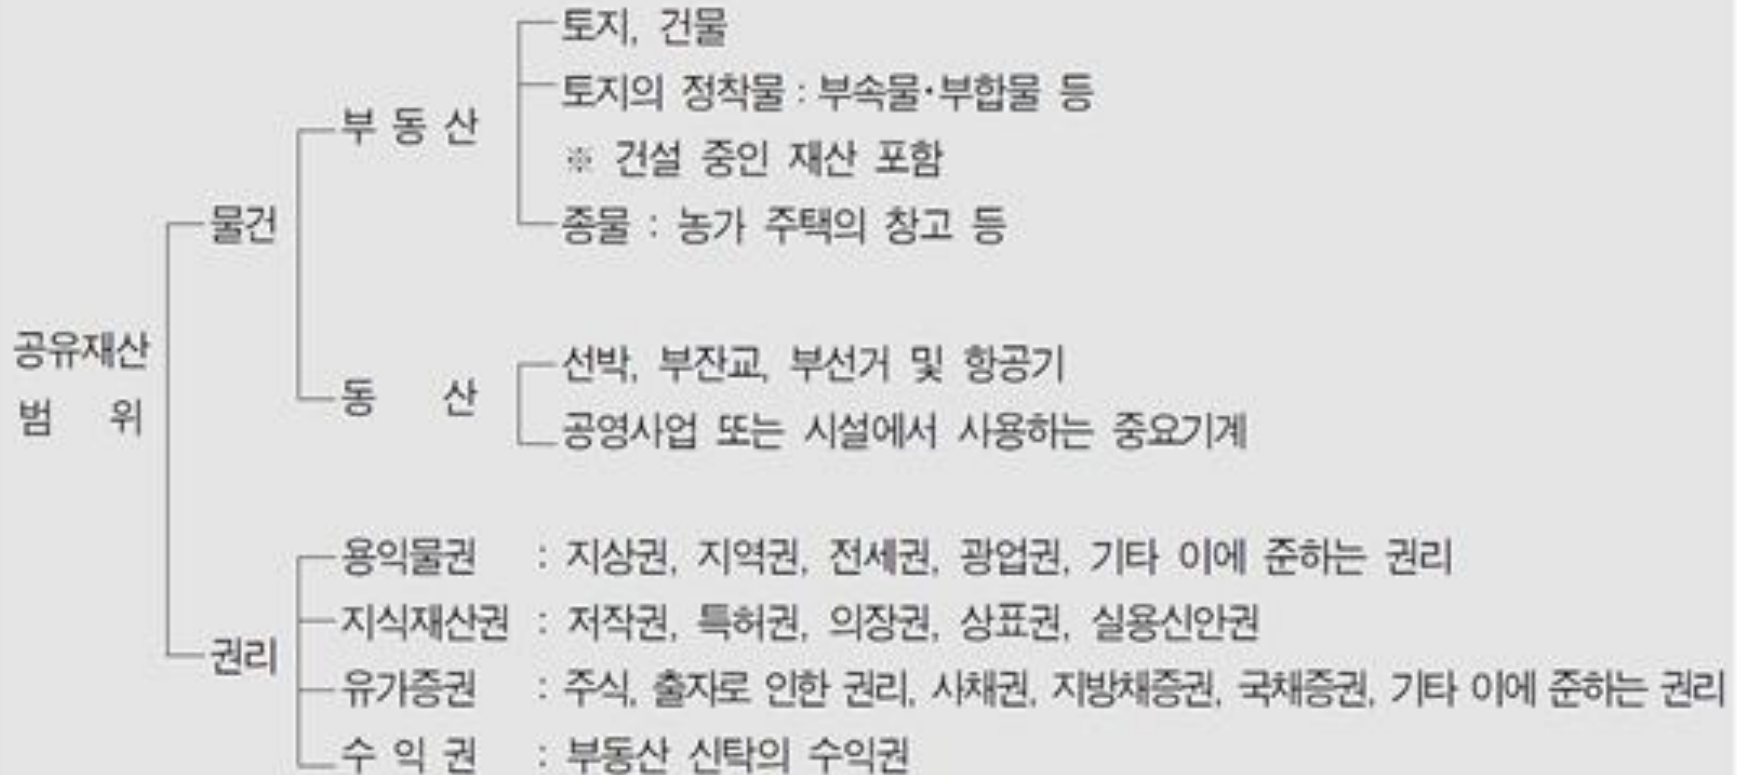 토지, 건물
토지의 정착물 : 부속물·부합물 등
부 동 산
※ 건설 중인 재산 포함
물건
종물 : 농가 주택의 창고 등
공유재산
범 위
선박, 부잔교, 부선거 및 항공기
동 산
공영사업 또는 시설에서 사용하는 중요기계
용익물권 : 지상권, 지역권, 전세권, 광업권, 기타 이에 준하는 권리
지식재산권 : 저작권, 특허권, 의장권, 상표권, 실용신안권
권리
유가증권 : 주식, 출자로 인한 권리, 사채권, 지방채증권, 국채증권, 기타 이에 준하는 권리
수 익 권 : 부동산 신탁의 수익권